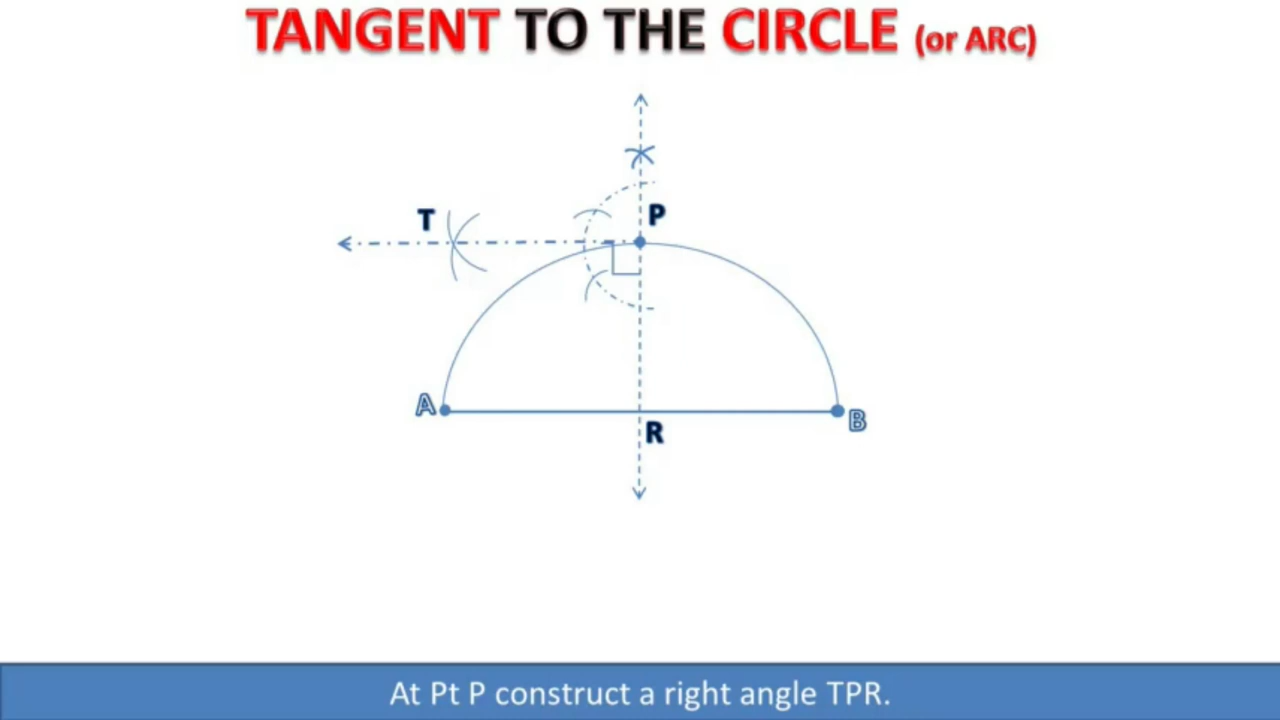 TANGENT TO THE CIRCLE (or ARC)
P
T
A
B
R
At Pt P construct a right angle TPR.